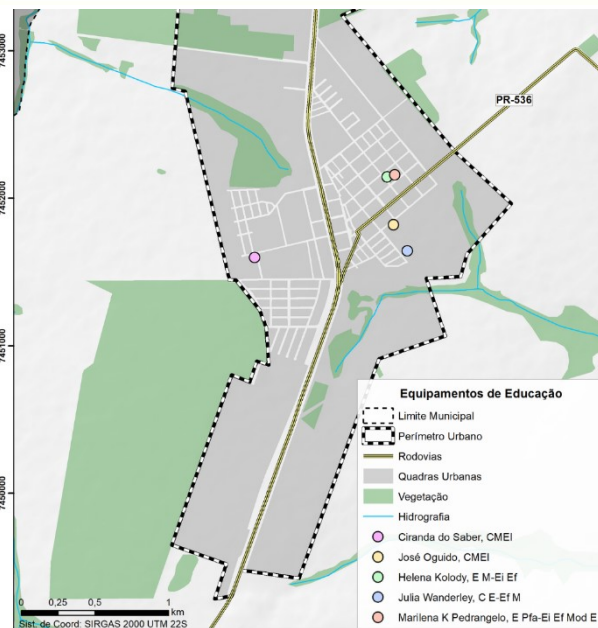 7453000
PR-536
7452000
7451000
Equipamentos de Educação
Limite Municipal
Perímetro Urbano
Rodovias
Quadras Urbanas
7450000
Vegetação
Hidrografia
Ciranda do Saber, CMEI
José Oguido, CMEI
Helena Kolody, E M-Ei Ef
Julia Wanderley, C E-Ef M
Marilena K Pedrangelo, E Pfa-Ei Ef Mod E
0 0,25 0,5 1
km
Sist. de Coord: SIRGAS 2000 UTM 22S